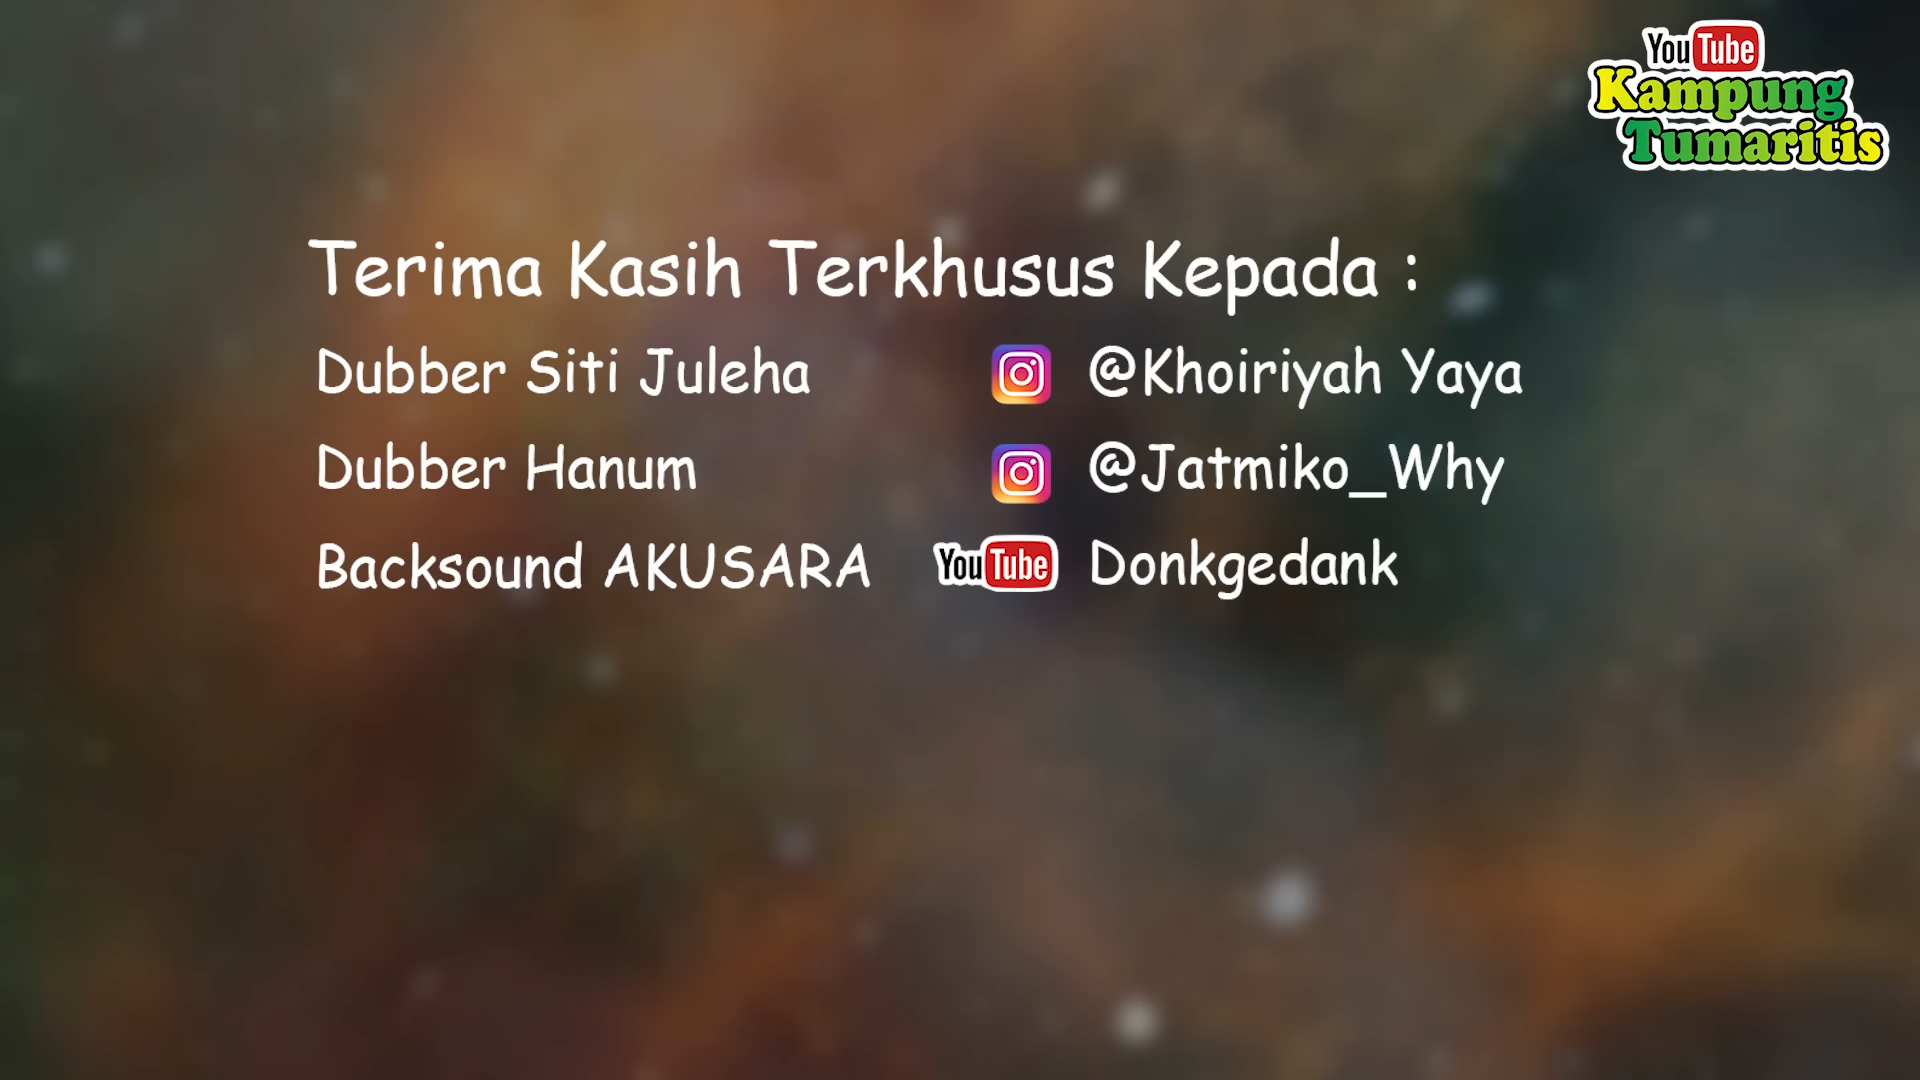 YouTube
Kampung
Tumaritis
Terima Kasih Terkhusus Kepada :
Dubber Siti Juleha @Khoiriyah Yaya
Dubber Hanum @Jatmiko_Why
Backsound AKUSARA YouTube Donkgedank